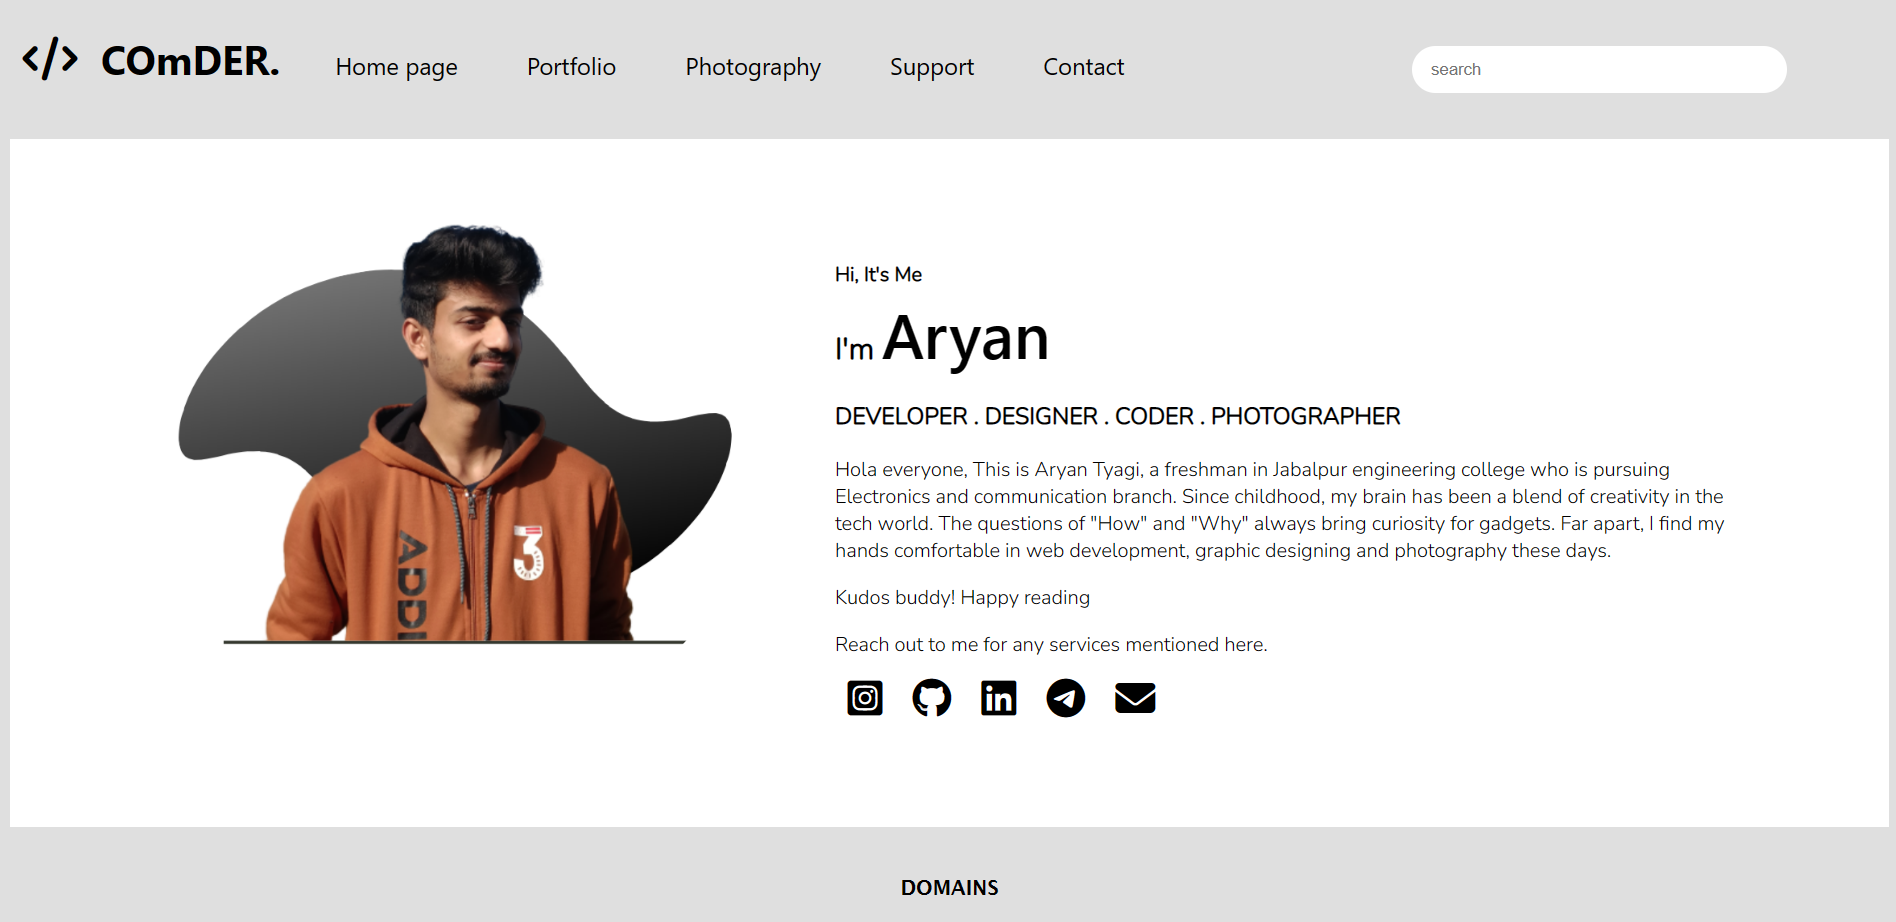 </> COmDER.
Home page
Portfolio
Photography
Support
Contact
search
Hi, It's Me
I'm Aryan
DEVELOPER . DESIGNER . CODER . PHOTOGRAPHER
Hola everyone, This is Aryan Tyagi, a freshman in Jabalpur engineering college who is pursuing
Electronics and communication branch. Since childhood, my brain has been a blend of creativity in the
tech world. The questions of "How" and "Why" always bring curiosity for gadgets. Far apart, I find my
hands comfortable in web development, graphic designing and photography these days.
Kudos buddy! Happy reading
Reach out to me for any services mentioned here.
ADDI
3
in
DOMAINS